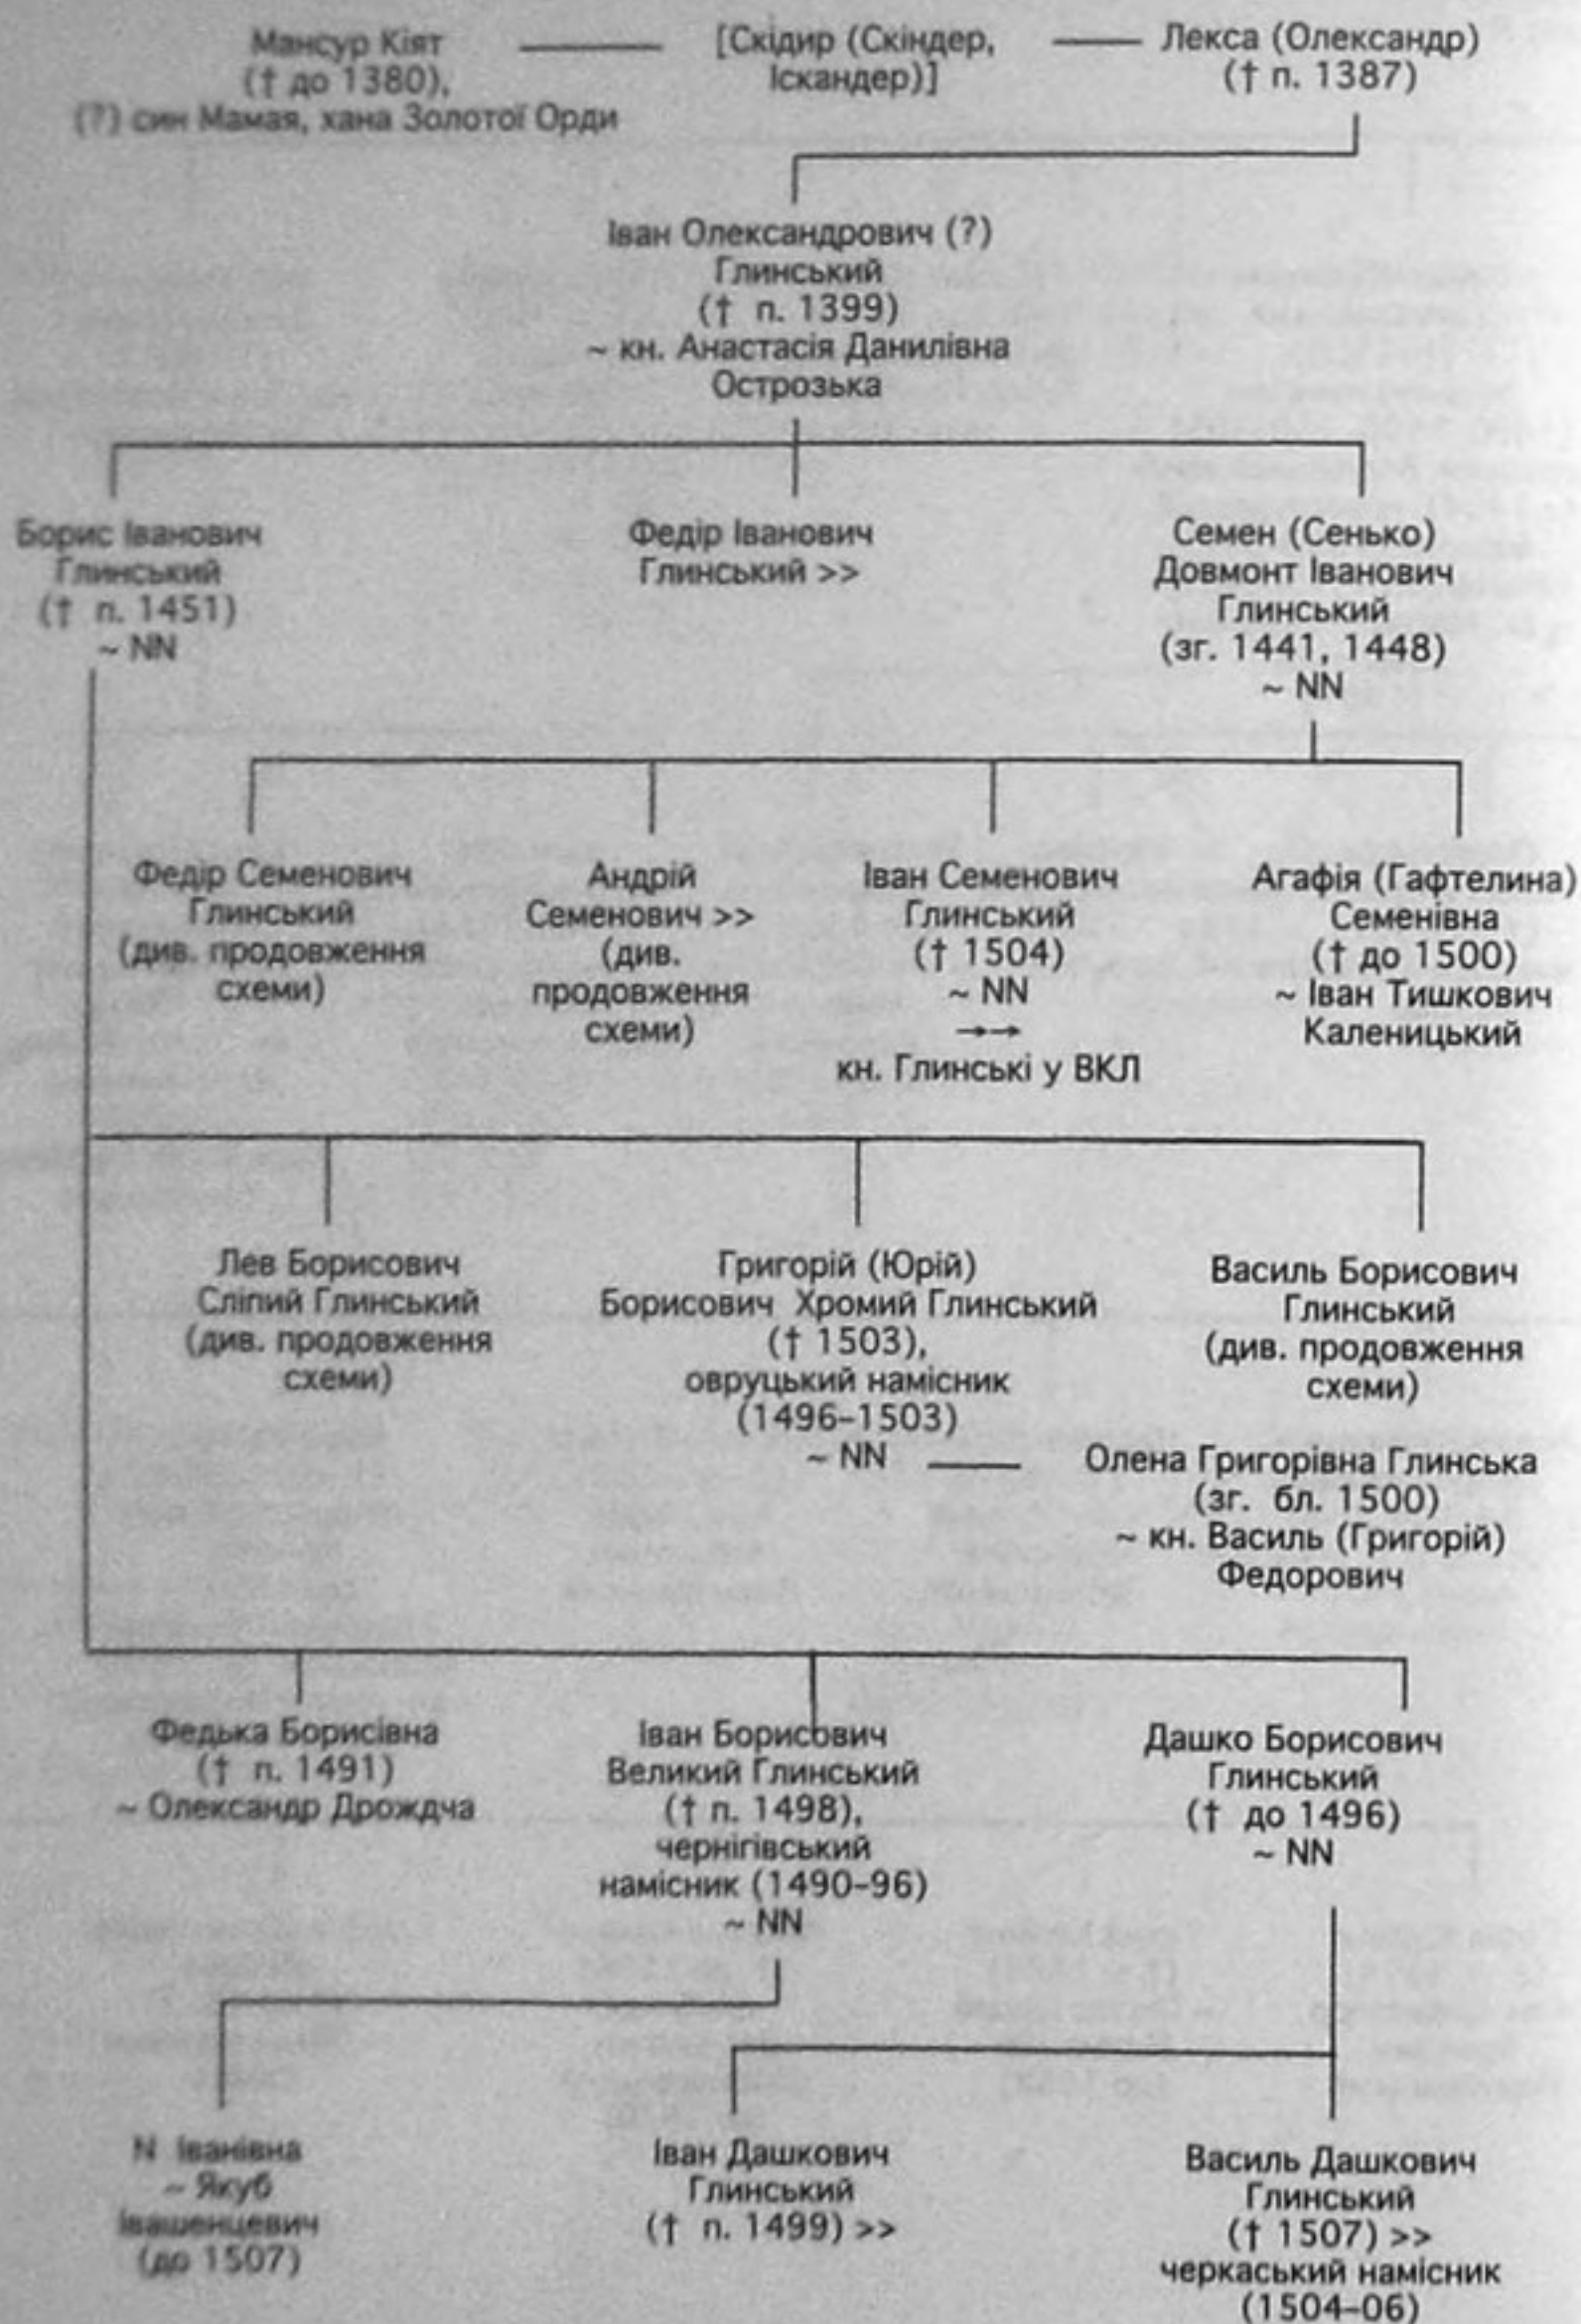 Мансур Кіят
(† до 1380),
(?) син Мамая, хана Золотої Орди
[Скідир (Скіндер,
Іскандер)]
Лекса (Олександр)
(† п. 1387)
Іван Олександрович (?)
Глинський
(† п. 1399)
~ кн. Анастасія Данилівна
Острозька
Борис Іванович
Глинський
(† п. 1451)
~ NN
Федір Іванович
Глинський >>
Семен (Сенько)
Довмонт Іванович
Глинський
(зг. 1441, 1448)
~ NN
Федір Семенович
Глинський
(див. продовження
схеми)
Андрій
Семенович >>
(див.
продовження
схеми)
Іван Семенович
Глинський
(† 1504)
~ NN
→→
кн. Глинські у ВКЛ
Агафія (Гафтелина)
Семенівна
(† до 1500)
~ Іван Тишкович
Каленицький
Лев Борисович
Сліпий Глинський
(див. продовження
схеми)
Григорій (Юрій)
Борисович Хромий Глинський
(† 1503),
овруцький намісник
(1496–1503)
~ NN
Василь Борисович
Глинський
(див. продовження
схеми)
Олена Григорівна Глинська
(зг. бл. 1500)
~ кн. Василь (Григорій)
Федорович
Федька Борисівна
(† п. 1491)
~ Олександр Дрождча
Іван Борисович
Великий Глинський
(† п. 1498),
чернігівський
намісник (1490–96)
~ NN
Дашко Борисович
Глинський
(† до 1496)
~ NN
N Іванівна
~ Якуб
Івашенцевич
(до 1507)
Іван Дашкович
Глинський
(† п. 1499) >>
Василь Дашкович
Глинський
(† 1507) >>
черкаський намісник
(1504–06)